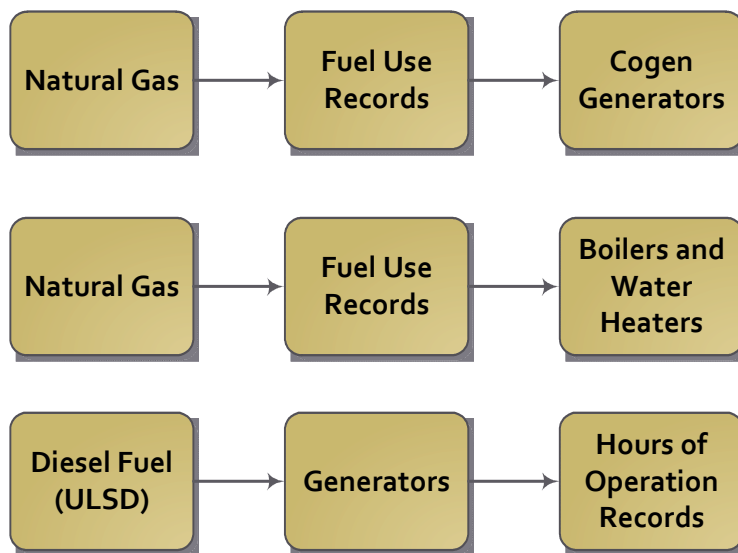 Natural Gas
Fuel Use
Records
Cogen
Generators
Natural Gas
Fuel Use
Records
Boilers and
Water
Heaters
Diesel Fuel
(ULSD)
Generators
Hours of
Operation
Records